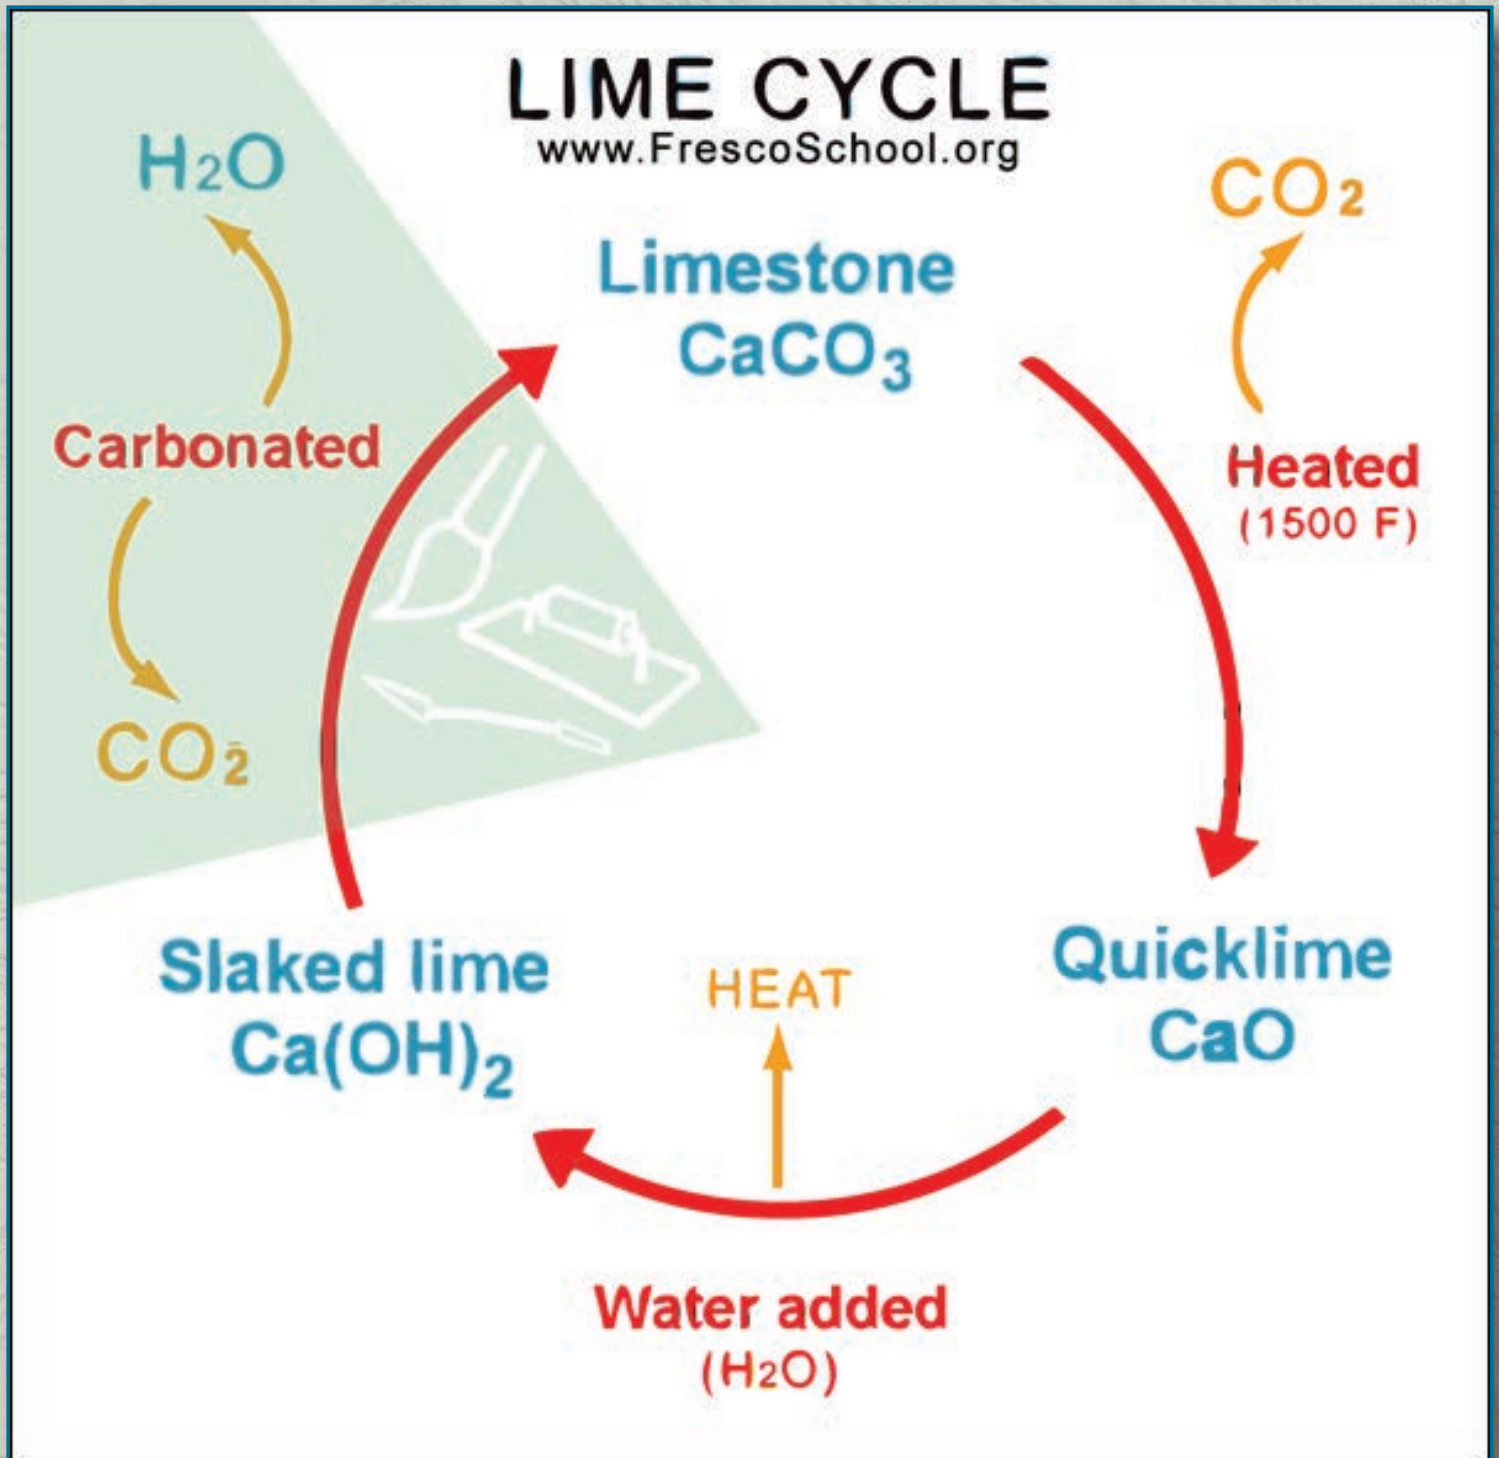 LIME CYCLE
www.FrescoSchool.org
H2O
CO2
Limestone
CaCO3
Carbonated
Heated
(1500 F)
CO2
Slaked lime
Ca(OH)2
HEAT
Quicklime
CaO
Water added
(H2O)